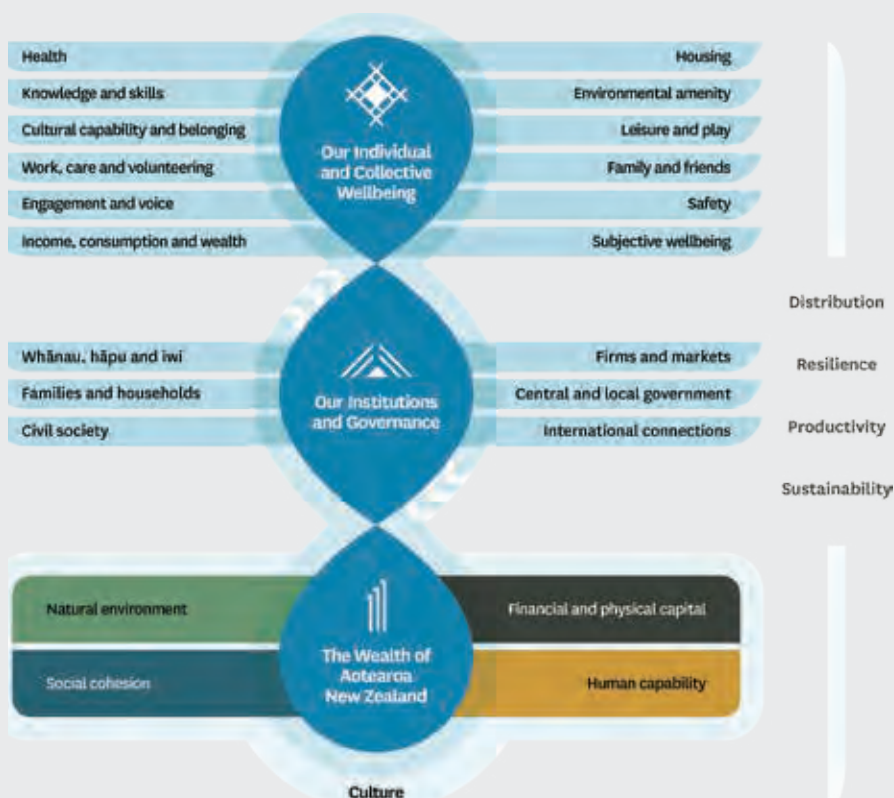 Health
Housing
Knowledge and skills
Environmental amenity
Cultural capability and belonging
Leisure and play
Work, care and volunteering
Family and friends
Engagement and voice
Safety
Income, consumption and wealth
Subjective wellbeing
Our Individual
and Collective
Wellbeing
Whānau, hāpu and iwi
Firms and markets
Families and households
Central and local government
Civil society
International connections
Our Institutions
and Governance
Distribution
Resilience
Productivity
Sustainability
Natural environment
Financial and physical capital
Social cohesion
Human capability
The Wealth of
Aotearoa
New Zealand
Culture